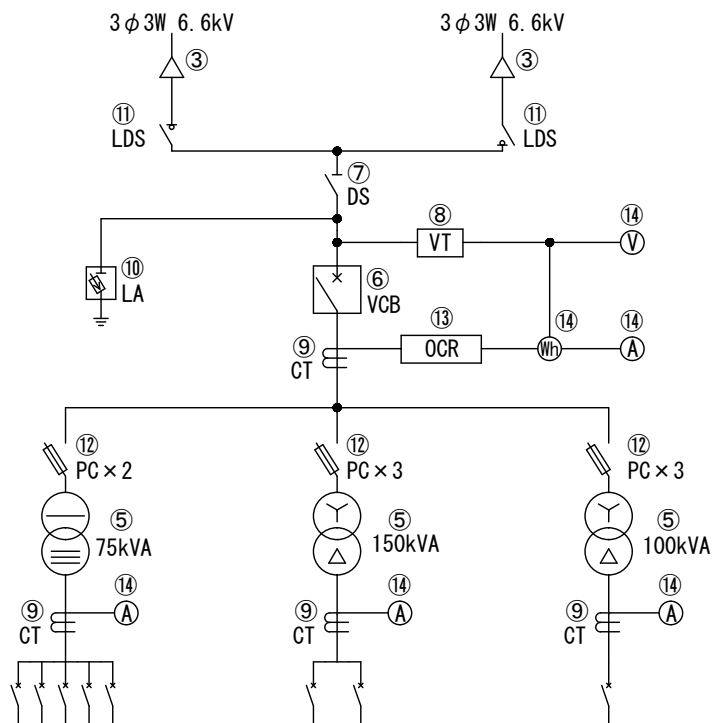 3φ3W 6.6kV
3φ3W 6.6kV
③
③
⑪
LDS
⑪
LDS
⑦
DS
⑧
VT
⑭
V
⑩
LA
⑥
VCB
⑬
OCR
⑭
Wh
⑭
A
⑨
CT
⑫
PC×2
⑫
PC×3
⑫
PC×3
⑤
75kVA
⑤
150kVA
⑤
100kVA
⑨
CT
⑭
A
⑨
CT
⑭
A
⑨
CT
⑭
A